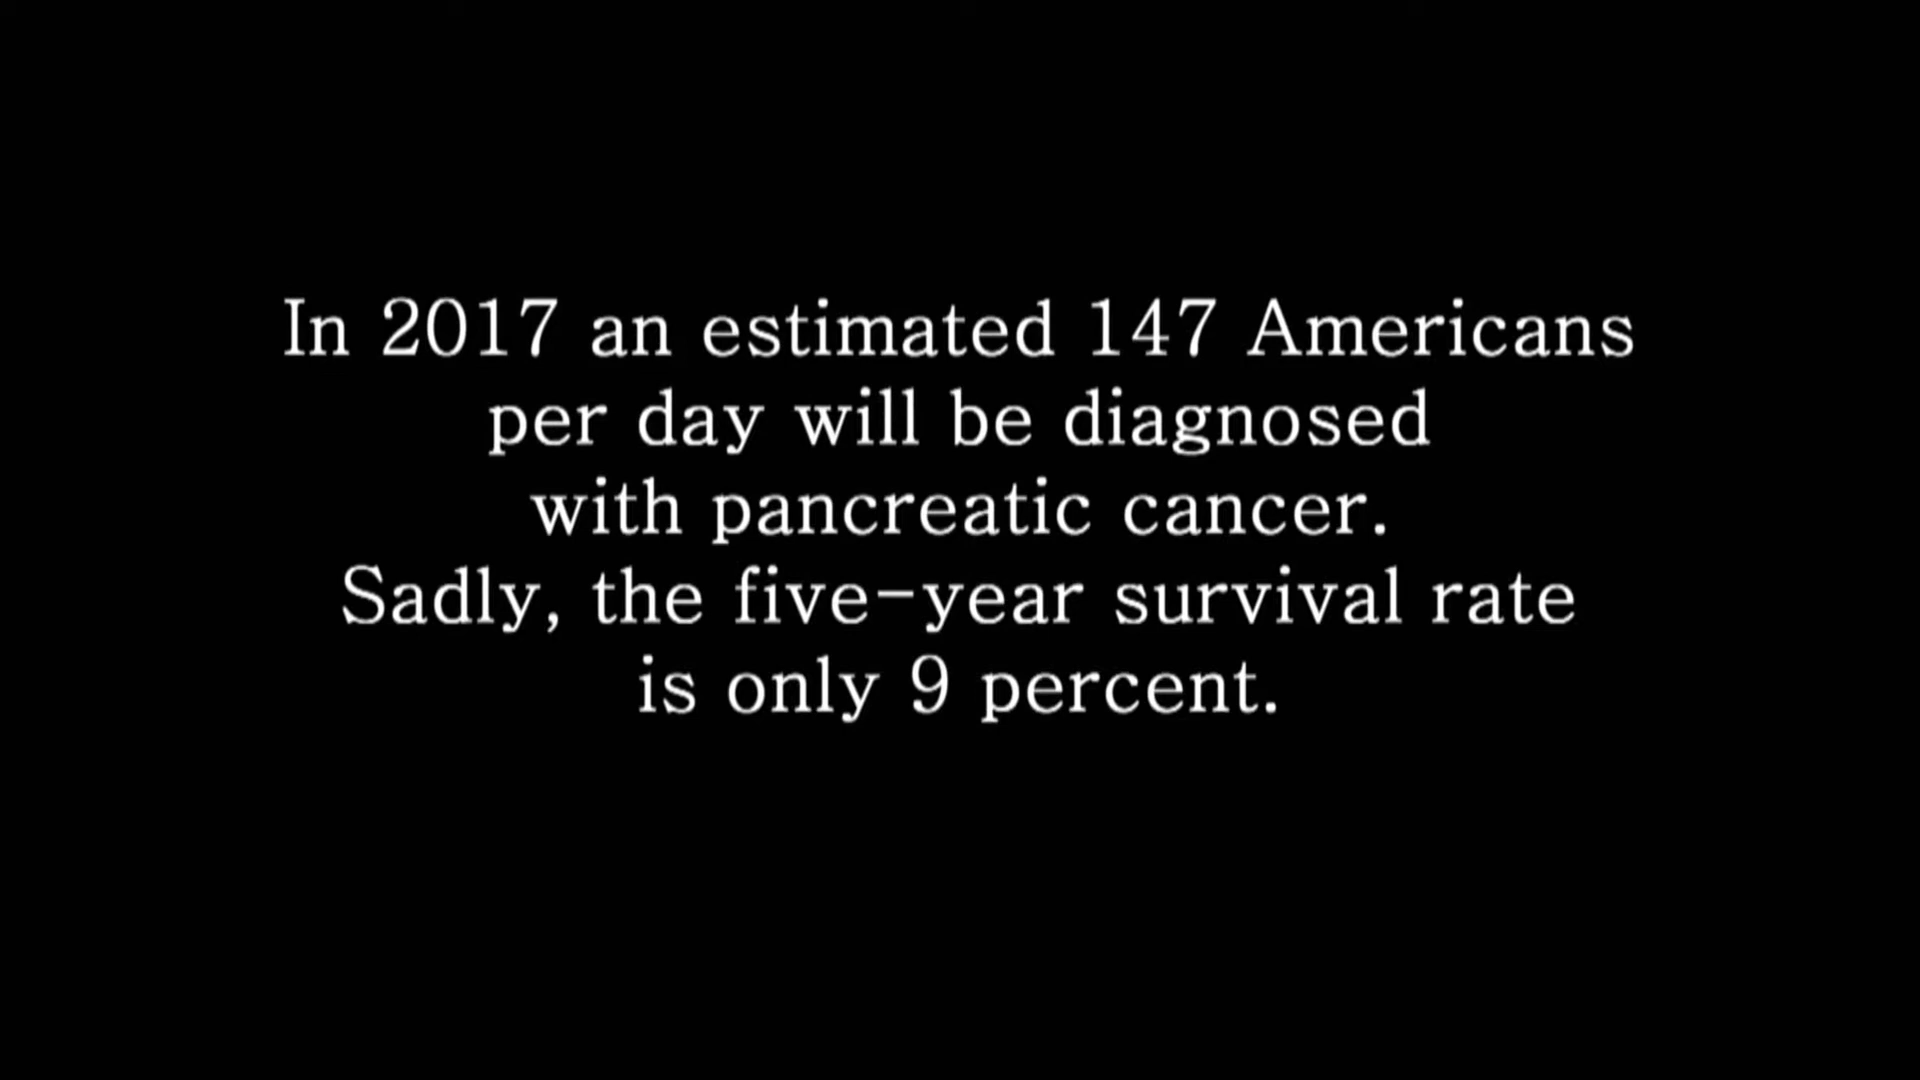 In 2017 an estimated 147 Americans
per day will be diagnosed
with pancreatic cancer.
Sadly, the five-year survival rate
is only 9 percent.